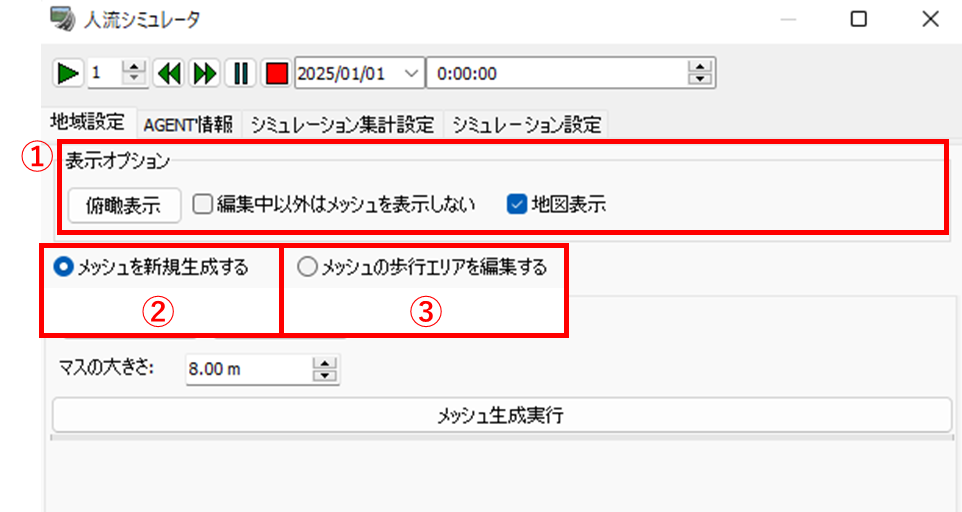 人流シミュレータ
1 2025/01/01 0:00:00
地域設定 AGENT情報 シミュレーション集計設定 シミュレーション設定
① 表示オプション
俯瞰表示 編集中以外はメッシュを表示しない 地図表示
メッシュを新規生成する メッシュの歩行エリアを編集する
② ③
マスの大きさ: 8.00 m
メッシュ生成実行